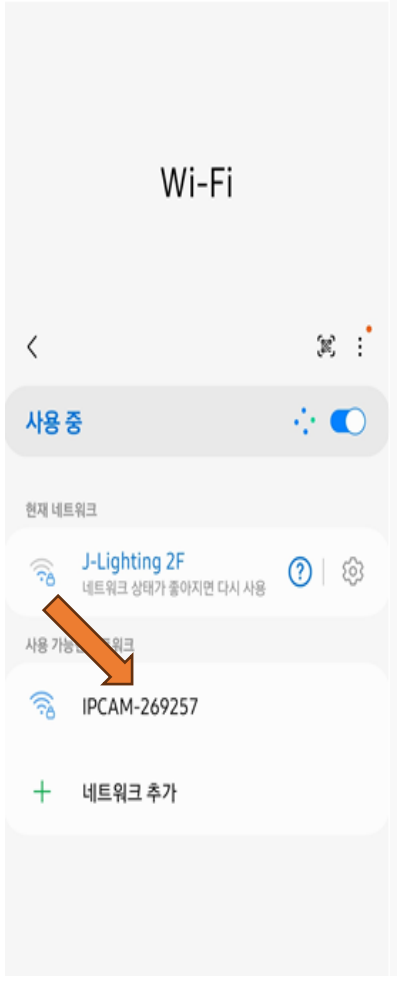 Wi-Fi
사용 중
현재 네트워크
J-Lighting 2F
네트워크 상태가 좋아지면 다시 사용
사용 가능
IPCAM-269257
네트워크 추가